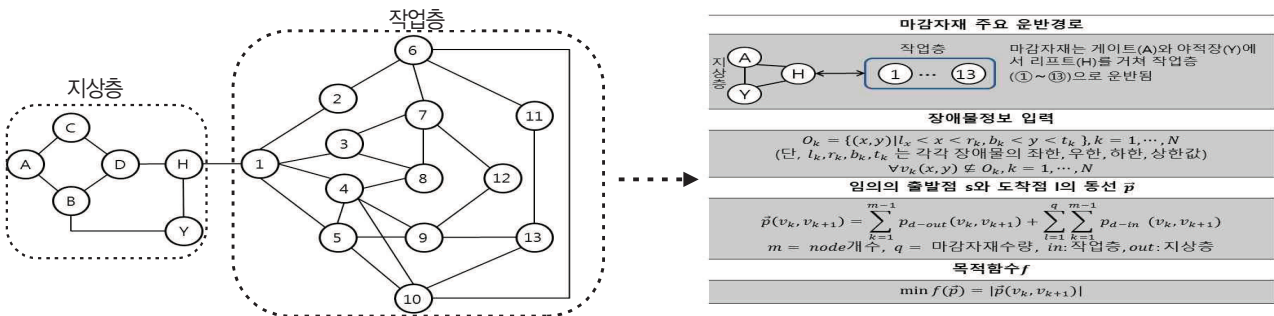 지상층
A
C
B
D
H
Y
작업층
1
2
3
4
5
6
7
8
9
10
11
12
13
마감자재 주요 운반경로
지상층
A
Y
H
작업층
1 ... 13
마감자재는 게이트(A)와 야적장(Y)에
서 리프트(H)를 거쳐 작업층
(①~⑬)으로 운반됨
장애물정보 입력
O_k = {(x,y)|l_x < x < r_k, b_k < y < t_k}, k = 1,⋯,N
(단, l_k,r_k,b_k,t_k 는 각각 장애물의 좌한, 우한, 하한, 상한값)
∀v_k(x,y) ⊈ O_k, k = 1,⋯,N
임의의 출발점 s와 도착점 l의 동선 p⃗
p⃗(v_k,v_{k+1}) = ∑_{k=1}^{m-1} p_{d-out}(v_k,v_{k+1}) + ∑_{l=1}^{q} ∑_{k=1}^{m-1} p_{d-in} (v_k,v_{k+1})
m = node개수, q = 마감자재수량, in:작업층,out:지상층
목적함수f
min f(p⃗) = |p⃗(v_k,v_{k+1})|